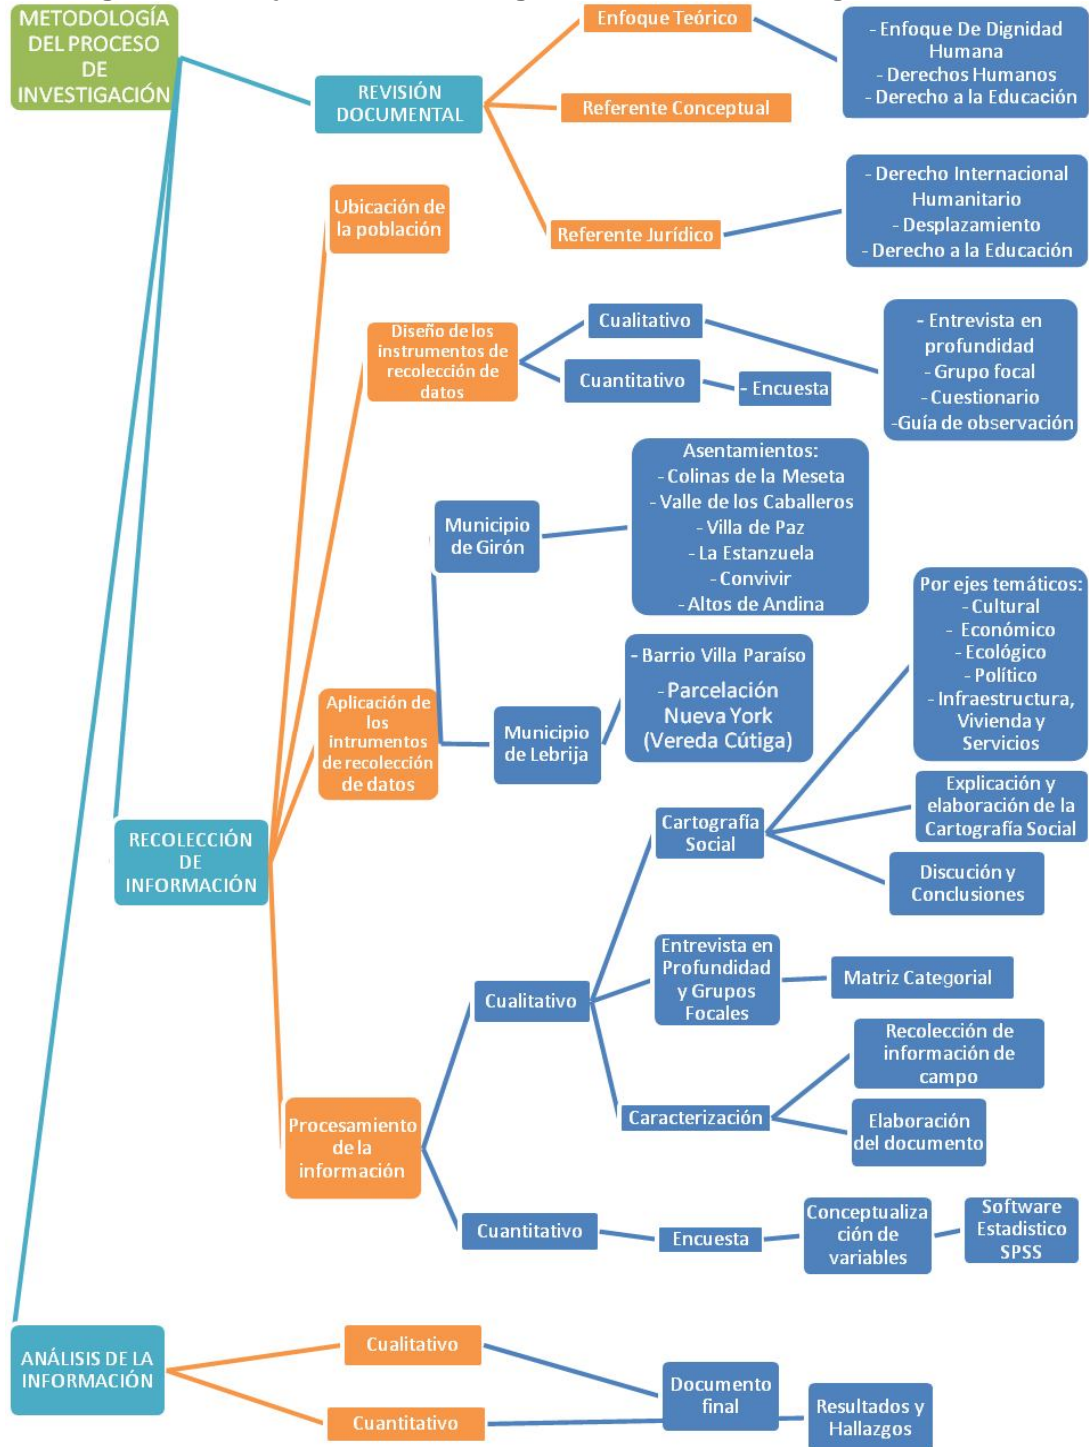 METODOLOGÍA
DEL PROCESO
DE
INVESTIGACIÓN
REVISIÓN
DOCUMENTAL
Enfoque Teórico
- Enfoque De Dignidad
Humana
- Derechos Humanos
- Derecho a la Educación
Referente Conceptual
Referente Jurídico
- Derecho Internacional
Humanitario
- Desplazamiento
- Derecho a la Educación
RECOLECCIÓN
DE
INFORMACIÓN
Ubicación de
la población
Diseño de los
instrumentos de
recolección de
datos
Cualitativo
- Entrevista en
profundidad
- Grupo focal
- Cuestionario
-Guía de observación
Cuantitativo
- Encuesta
Aplicación de
los
intrumentos
de recolección
de datos
Municipio
de Girón
Asentamientos:
- Colinas de la Meseta
- Valle de los Caballeros
- Villa de Paz
- La Estanzuela
- Convivir
- Altos de Andina
Municipio
de Lebrija
- Barrio Villa Paraíso
- Parcelación
Nueva York
(Vereda Cútiga)
Procesamiento
de la
información
Cualitativo
Cartografía
Social
Por ejes temáticos:
- Cultural
- Económico
- Ecológico
- Político
- Infraestructura,
Vivienda y
Servicios
Explicación y
elaboración de la
Cartografía Social
Discución y
Conclusiones
Entrevista en
Profundidad
y Grupos
Focales
Matriz Categorial
Caracterización
Recolección de
información de
campo
Elaboración
del documento
Cuantitativo
Encuesta
Conceptualiza
ción de
variables
Software
Estadistico
SPSS
ANÁLISIS DE LA
INFORMACIÓN
Cualitativo
Cuantitativo
Documento
final
Resultados y
Hallazgos